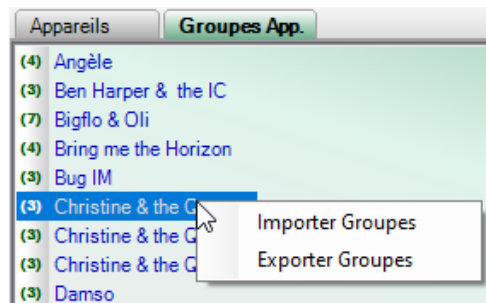 Appareils Groupes App.
(4) Angèle
(3) Ben Harper & the IC
(7) Bigflo & Oli
(4) Bring me the Horizon
(3) Bug IM
(3) Christine & the
Importer Groupes
(3) Christine & the
(3) Christine & the
Exporter Groupes
(3) Damso